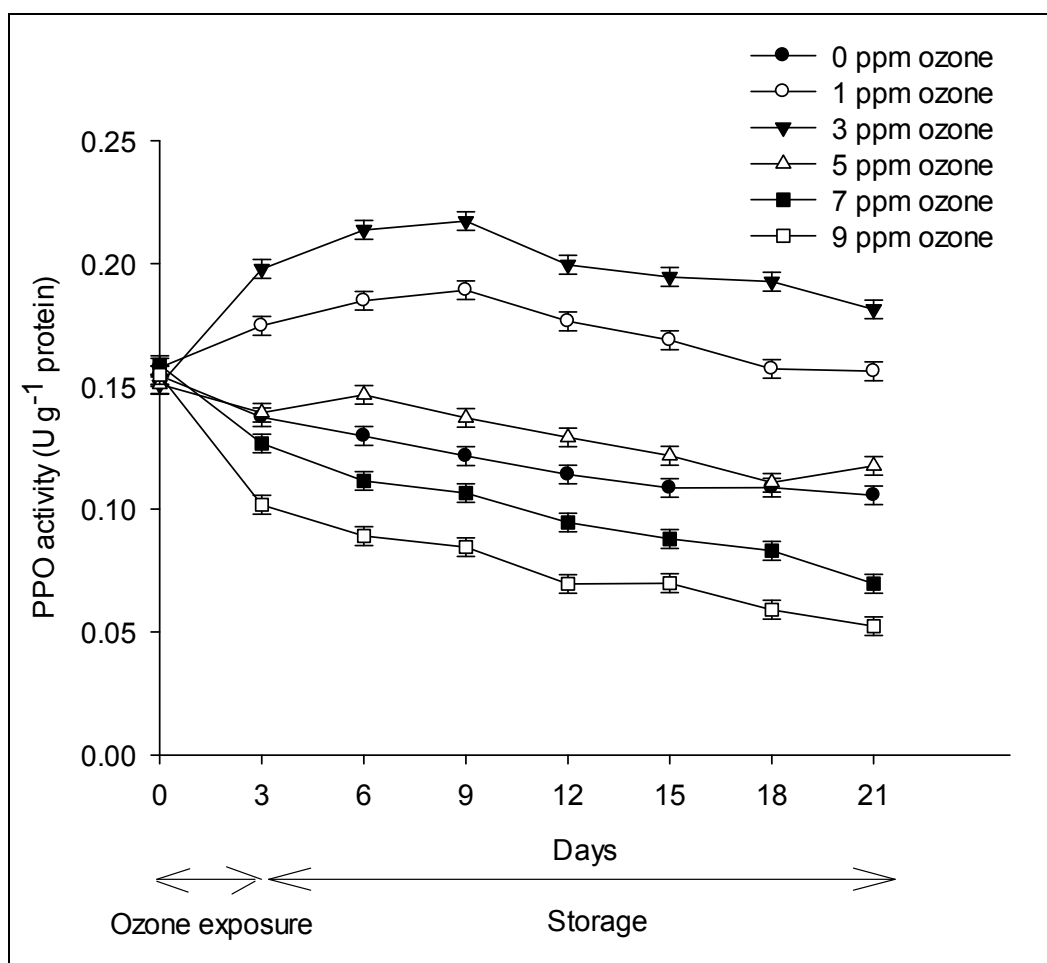 0 ppm ozone
1 ppm ozone
3 ppm ozone
5 ppm ozone
7 ppm ozone
9 ppm ozone
PPO activity (U g⁻¹ protein)
0.25
0.20
0.15
0.10
0.05
0.00
0 3 6 9 12 15 18 21
Days
Ozone exposure Storage